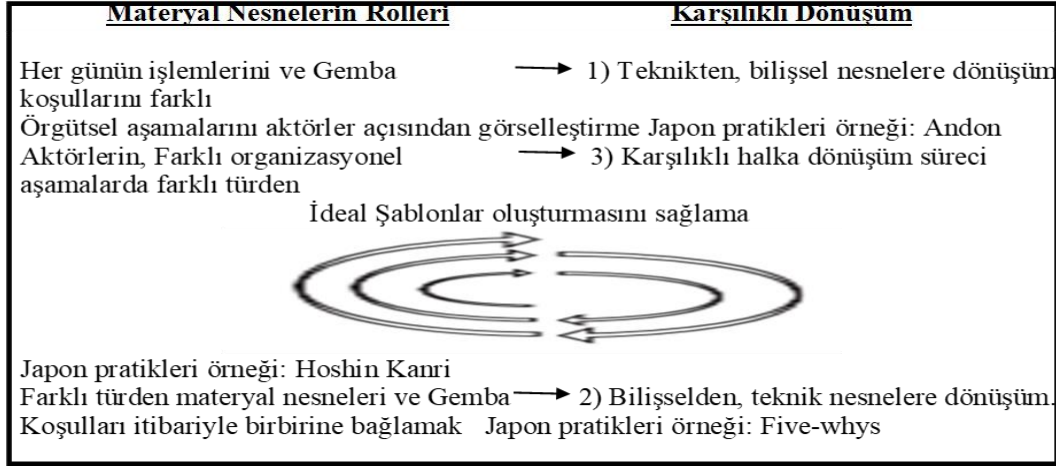 Materyal Nesnelerin Rolleri Karşılıklı Dönüşüm
Her günün işlemlerini ve Gemba 1) Teknikten, bilişsel nesnelere dönüşüm
koşullarını farklı
Örgütsel aşamalarını aktörler açısından görselleştirme Japon pratikleri örneği: Andon
Aktörlerin, Farklı organizasyonel 3) Karşılıklı halka dönüşüm süreci
aşamalarda farklı türden
İdeal Şablonlar oluşturmasını sağlama
Japon pratikleri örneği: Hoshin Kanri
Farklı türden materyal nesneleri ve Gemba 2) Bilişselden, teknik nesnelere dönüşüm.
Koşulları itibariyle birbirine bağlamak Japon pratikleri örneği: Five-whys